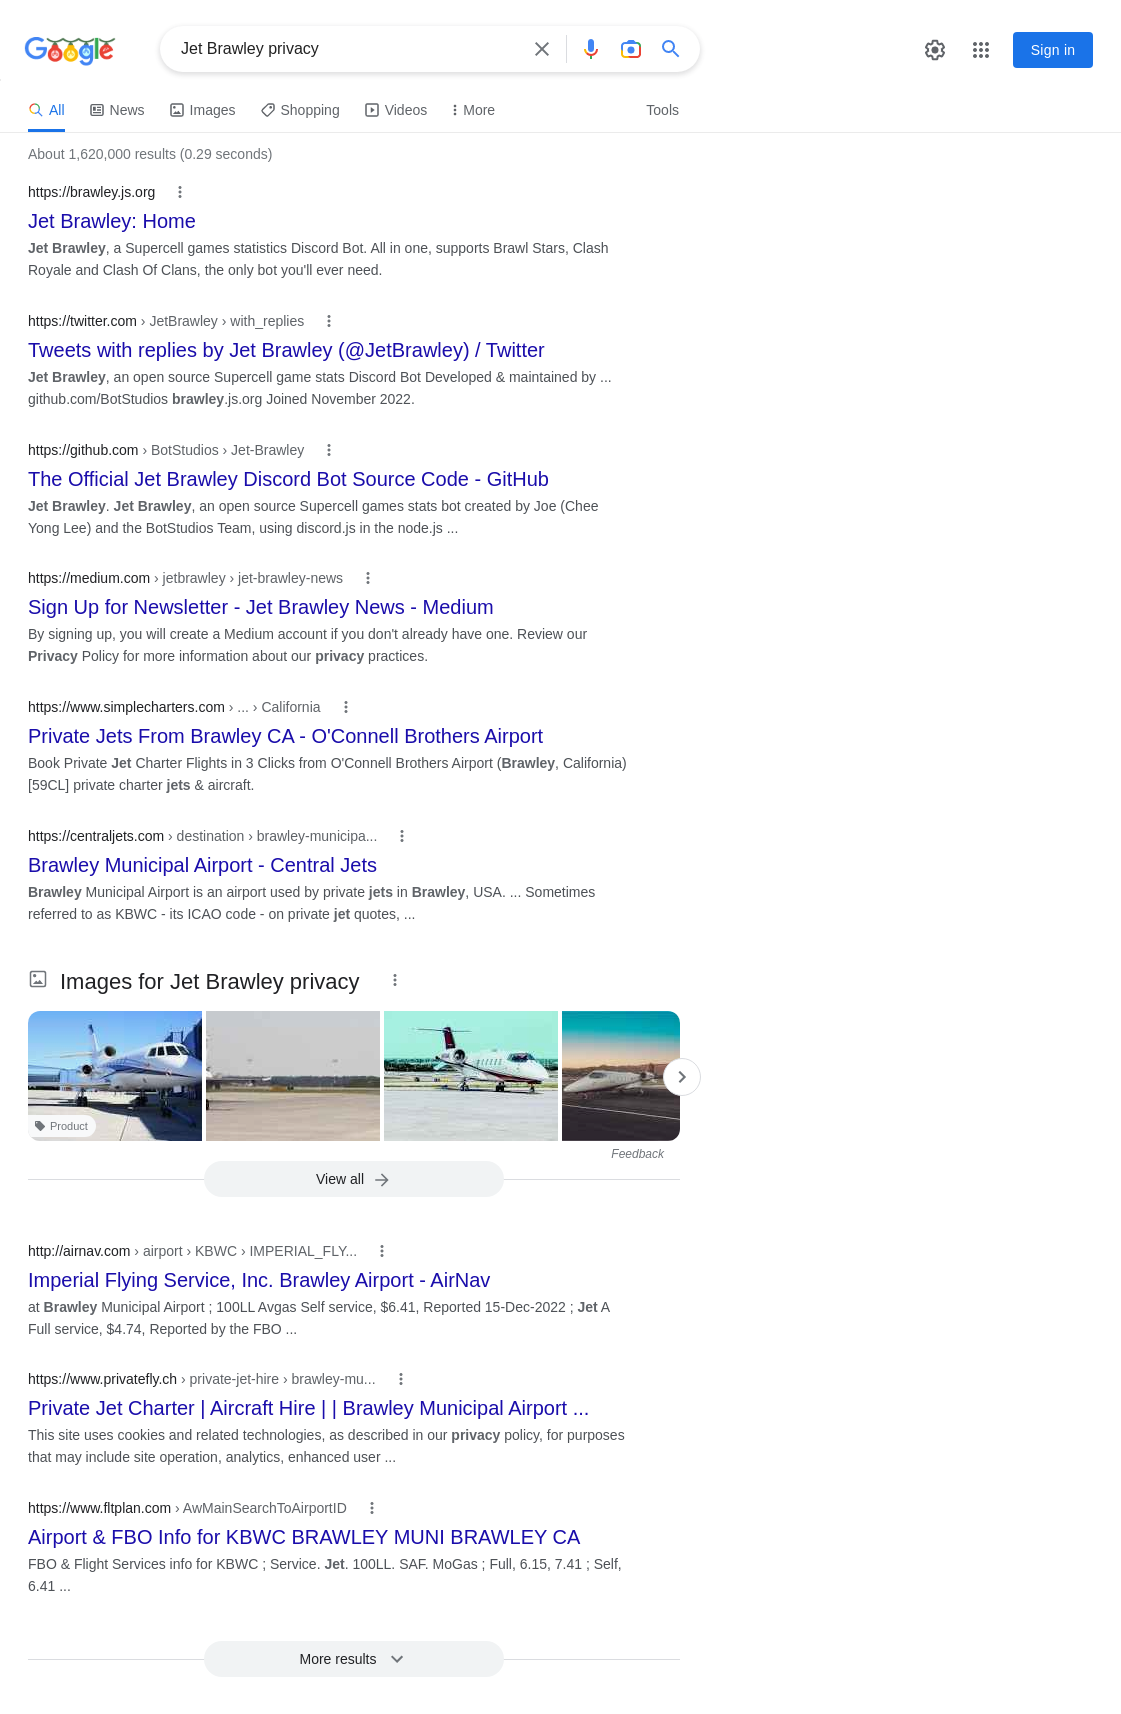 Google
Jet Brawley privacy
Sign in
All News Images Shopping Videos More Tools
About 1,620,000 results (0.29 seconds)
https://brawley.js.org
Jet Brawley: Home
Jet Brawley, a Supercell games statistics Discord Bot. All in one, supports Brawl Stars, Clash
Royale and Clash Of Clans, the only bot you'll ever need.
https://twitter.com › JetBrawley › with_replies
Tweets with replies by Jet Brawley (@JetBrawley) / Twitter
Jet Brawley, an open source Supercell game stats Discord Bot Developed & maintained by ...
github.com/BotStudios brawley.js.org Joined November 2022.
https://github.com › BotStudios › Jet-Brawley
The Official Jet Brawley Discord Bot Source Code - GitHub
Jet Brawley. Jet Brawley, an open source Supercell games stats bot created by Joe (Chee
Yong Lee) and the BotStudios Team, using discord.js in the node.js ...
https://medium.com › jetbrawley › jet-brawley-news
Sign Up for Newsletter - Jet Brawley News - Medium
By signing up, you will create a Medium account if you don't already have one. Review our
Privacy Policy for more information about our privacy practices.
https://www.simplecharters.com › ... › California
Private Jets From Brawley CA - O'Connell Brothers Airport
Book Private Jet Charter Flights in 3 Clicks from O'Connell Brothers Airport (Brawley, California)
[59CL] private charter jets & aircraft.
https://centraljets.com › destination › brawley-municipa...
Brawley Municipal Airport - Central Jets
Brawley Municipal Airport is an airport used by private jets in Brawley, USA. ... Sometimes
referred to as KBWC - its ICAO code - on private jet quotes, ...
Images for Jet Brawley privacy
Product
Feedback
View all
http://airnav.com › airport › KBWC › IMPERIAL_FLY...
Imperial Flying Service, Inc. Brawley Airport - AirNav
at Brawley Municipal Airport ; 100LL Avgas Self service, $6.41, Reported 15-Dec-2022 ; Jet A
Full service, $4.74, Reported by the FBO ...
https://www.privatefly.ch › private-jet-hire › brawley-mu...
Private Jet Charter | Aircraft Hire | | Brawley Municipal Airport ...
This site uses cookies and related technologies, as described in our privacy policy, for purposes
that may include site operation, analytics, enhanced user ...
https://www.fltplan.com › AwMainSearchToAirportID
Airport & FBO Info for KBWC BRAWLEY MUNI BRAWLEY CA
FBO & Flight Services info for KBWC ; Service. Jet. 100LL. SAF. MoGas ; Full, 6.15, 7.41 ; Self,
6.41 ...
More results